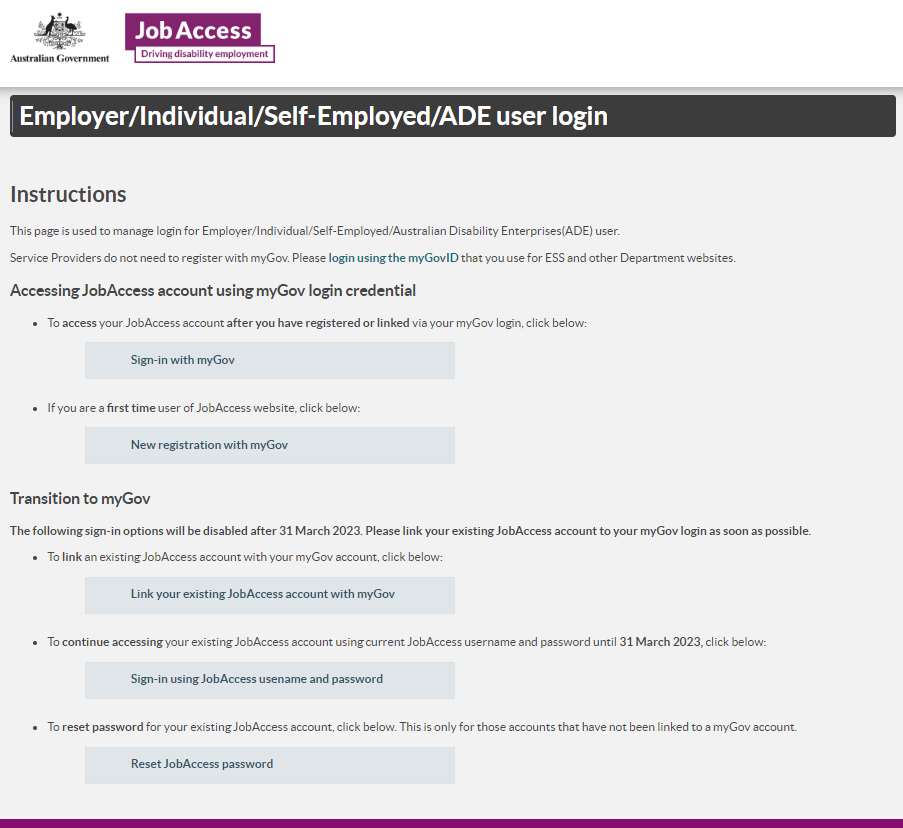 Australian Government
JobAccess
Driving disability employment
Employer/Individual/Self-Employed/ADE user login
Instructions
This page is used to manage login for Employer/Individual/Self-Employed/Australian Disability Enterprises(ADE) user.
Service Providers do not need to register with myGov. Please login using the myGovID that you use for ESS and other Department websites.
Accessing JobAccess account using myGov login credential
• To access your JobAccess account after you have registered or linked via your myGov login, click below:
Sign-in with myGov
• If you are a first time user of JobAccess website, click below:
New registration with myGov
Transition to myGov
The following sign-in options will be disabled after 31 March 2023. Please link your existing JobAccess account to your myGov login as soon as possible.
• To link an existing JobAccess account with your myGov account, click below:
Link your existing JobAccess account with myGov
• To continue accessing your existing JobAccess account using current JobAccess username and password until 31 March 2023, click below:
Sign-in using JobAccess usename and password
• To reset password for your existing JobAccess account, click below. This is only for those accounts that have not been linked to a myGov account.
Reset JobAccess password